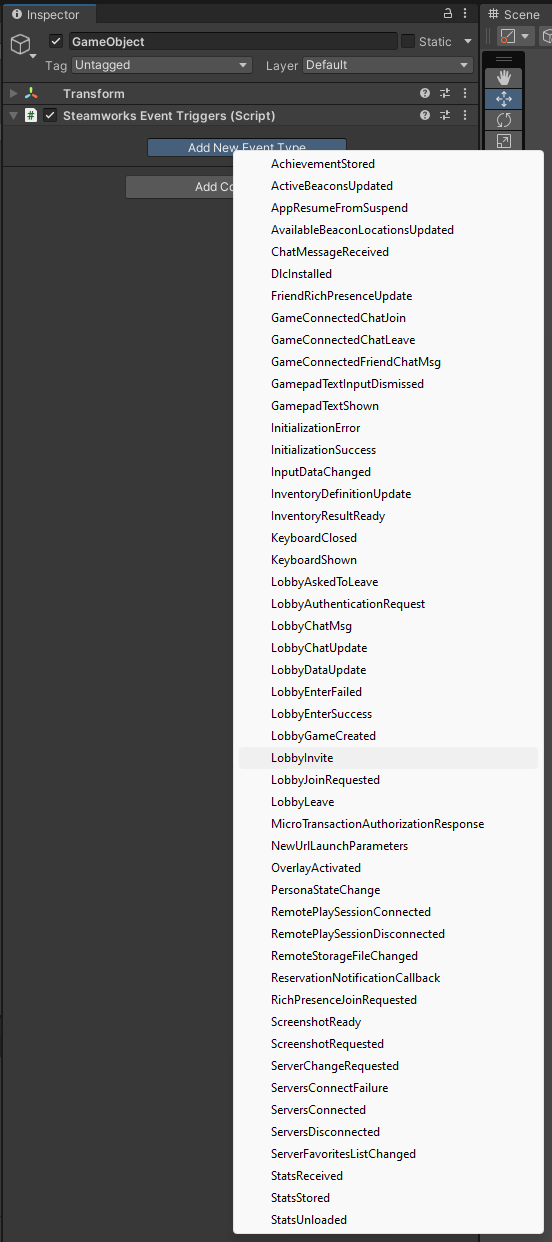 Inspector
Scene
GameObject
Static
Tag Untagged
Layer Default
Transform
# Steamworks Event Triggers (Script)
Add New Event Type
Add Co
AchievementStored
ActiveBeaconsUpdated
AppResumeFromSuspend
AvailableBeaconLocationsUpdated
ChatMessageReceived
DlcInstalled
FriendRichPresenceUpdate
GameConnectedChatJoin
GameConnectedChatLeave
GameConnectedFriendChatMsg
GamepadTextInputDismissed
GamepadTextShown
InitializationError
InitializationSuccess
InputDataChanged
InventoryDefinitionUpdate
InventoryResultReady
KeyboardClosed
KeyboardShown
LobbyAskedToLeave
LobbyAuthenticationRequest
LobbyChatMsg
LobbyChatUpdate
LobbyDataUpdate
LobbyEnterFailed
LobbyEnterSuccess
LobbyGameCreated
LobbyInvite
LobbyJoinRequested
LobbyLeave
MicroTransactionAuthorizationResponse
NewUrlLaunchParameters
OverlayActivated
PersonaStateChange
RemotePlaySessionConnected
RemotePlaySessionDisconnected
RemoteStorageFileChanged
ReservationNotificationCallback
RichPresenceJoinRequested
ScreenshotReady
ScreenshotRequested
ServerChangeRequested
ServersConnectFailure
ServersConnected
ServersDisconnected
ServerFavoritesListChanged
StatsReceived
StatsStored
StatsUnloaded